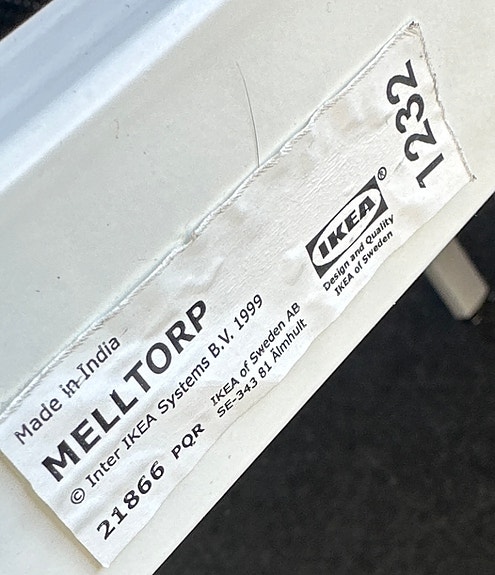 Made in India
MELLTORP
© Inter IKEA Systems B.V. 1999
21866 PQR
IKEA of Sweden AB
SE-343 81 Älmhult
IKEA®
Design and Quality
IKEA of Sweden
1232